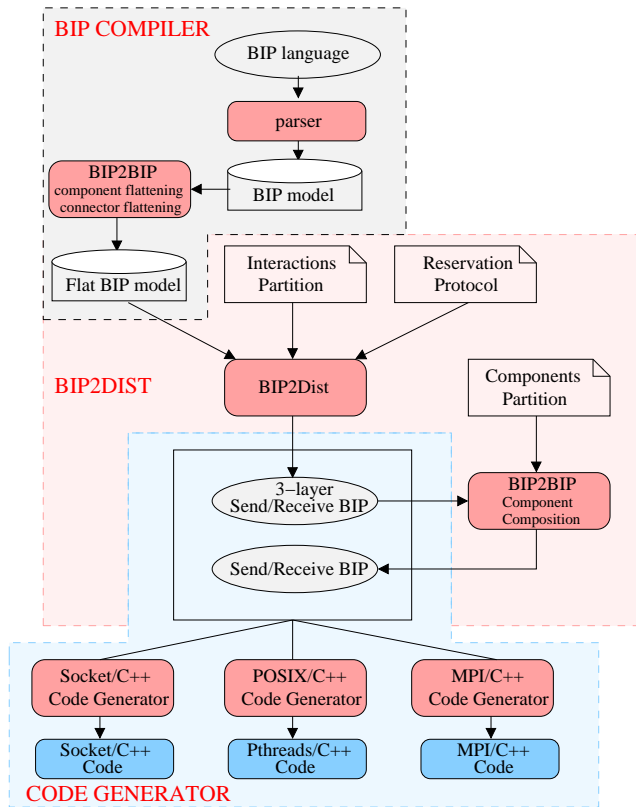 BIP COMPILER
BIP language
parser
BIP2BIP
component flattening
connector flattening
BIP model
Flat BIP model
Interactions
Partition
Reservation
Protocol
BIP2DIST
BIP2Dist
Components
Partition
3−layer
Send/Receive BIP
BIP2BIP
Component
Composition
Send/Receive BIP
Socket/C++
Code Generator
POSIX/C++
Code Generator
MPI/C++
Code Generator
Socket/C++
Code
Pthreads/C++
Code
MPI/C++
Code
CODE GENERATOR